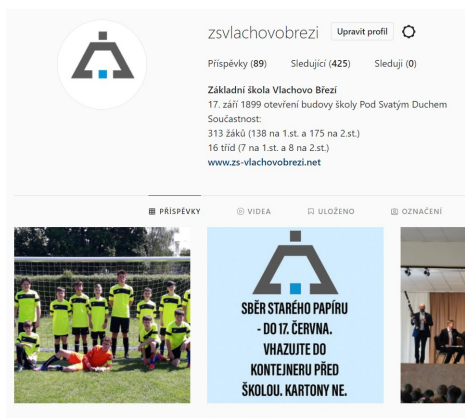 zsvlachovobrezi Upravit profil
Příspěvky (89) Sledující (425) Sleduji (0)
Základní škola Vlachovo Březí
17. září 1899 otevření budovy školy Pod Svatým Duchem
Součastnost:
313 žáků (138 na 1.st. a 175 na 2.st.)
16 tříd (7 na 1.st. a 8 na 2.st.)
www.zs-vlachovobrezi.net
PŘÍSPĚVKY VIDEA ULOŽENO OZNAČENÍ
SBĚR STARÉHO PAPÍRU
- DO 17. ČERVNA.
VHAZUJTE DO
KONTEJNERU PŘED
ŠKOLOU. KARTONY NE.